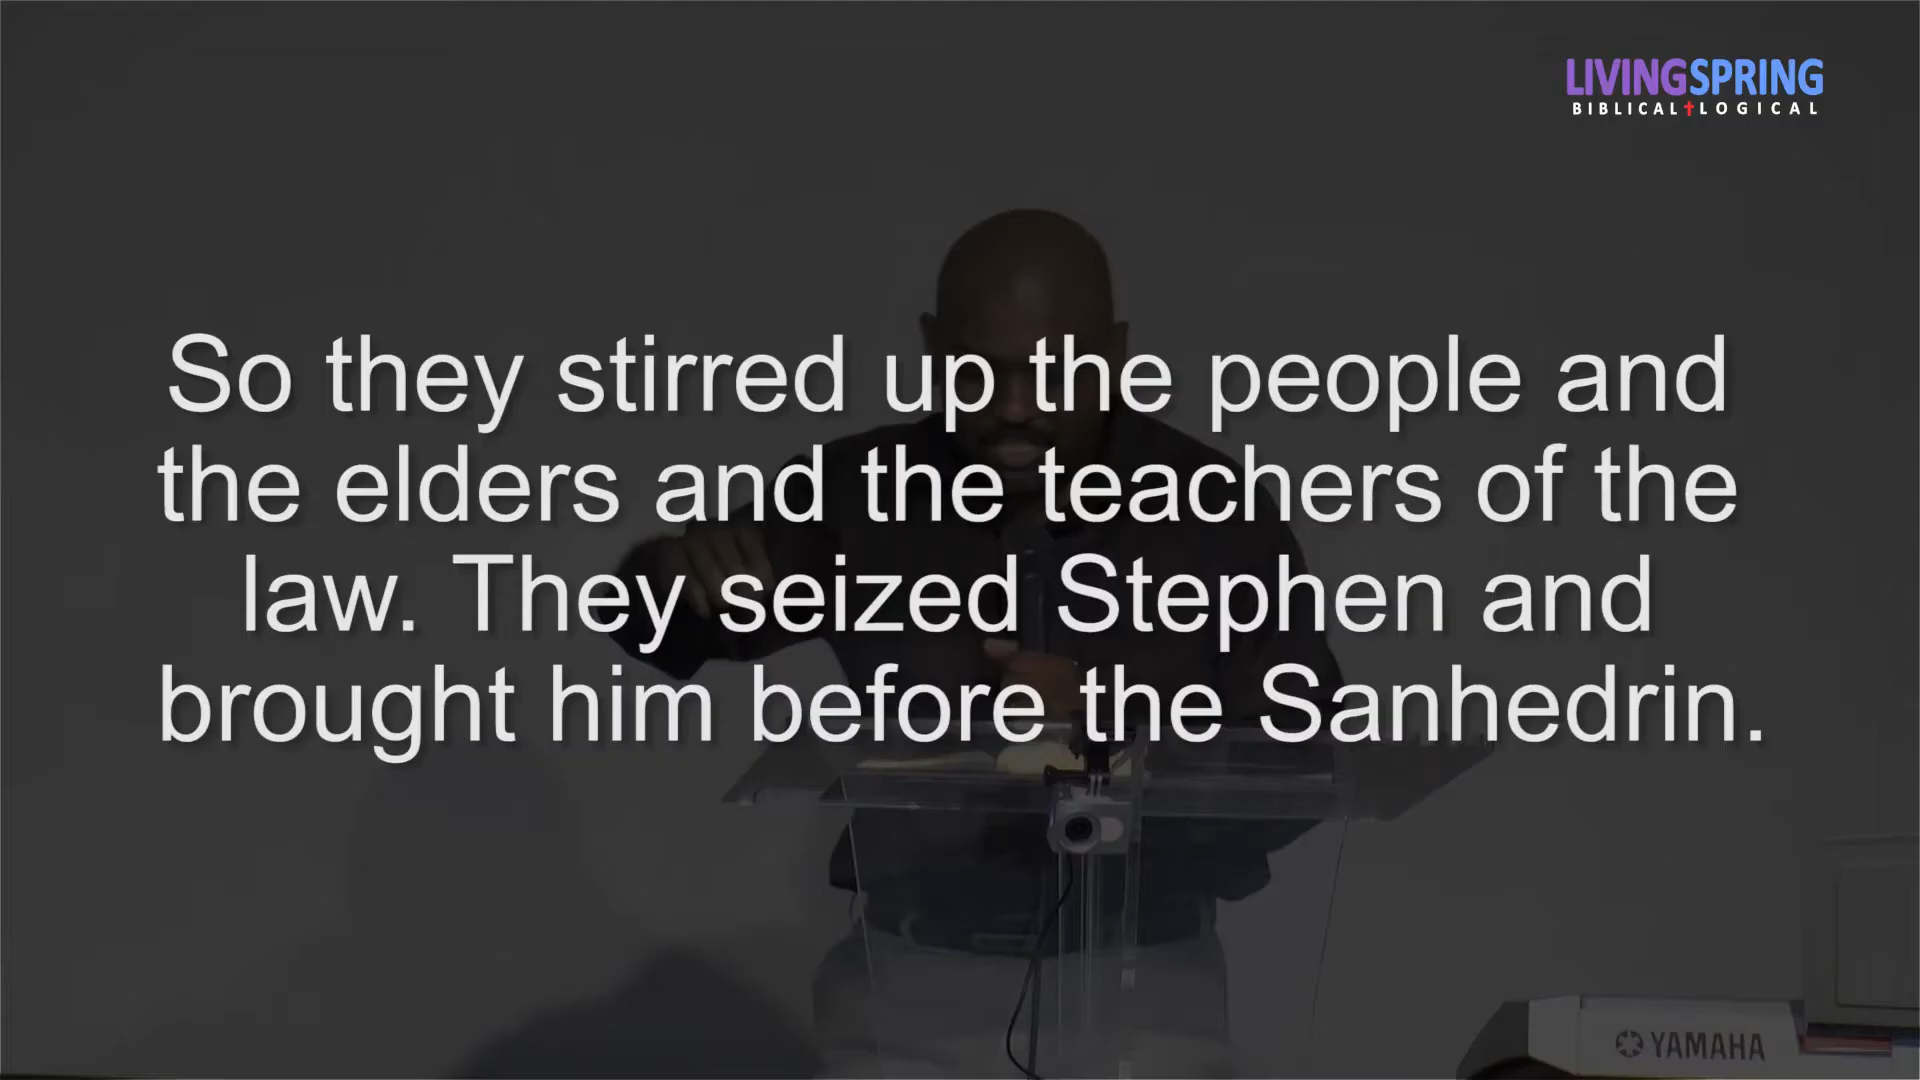 LIVINGSPRING
BIBLICAL LOGICAL
So they stirred up the people and
the elders and the teachers of the
law. They seized Stephen and
brought him before the Sanhedrin.
YAMAHA